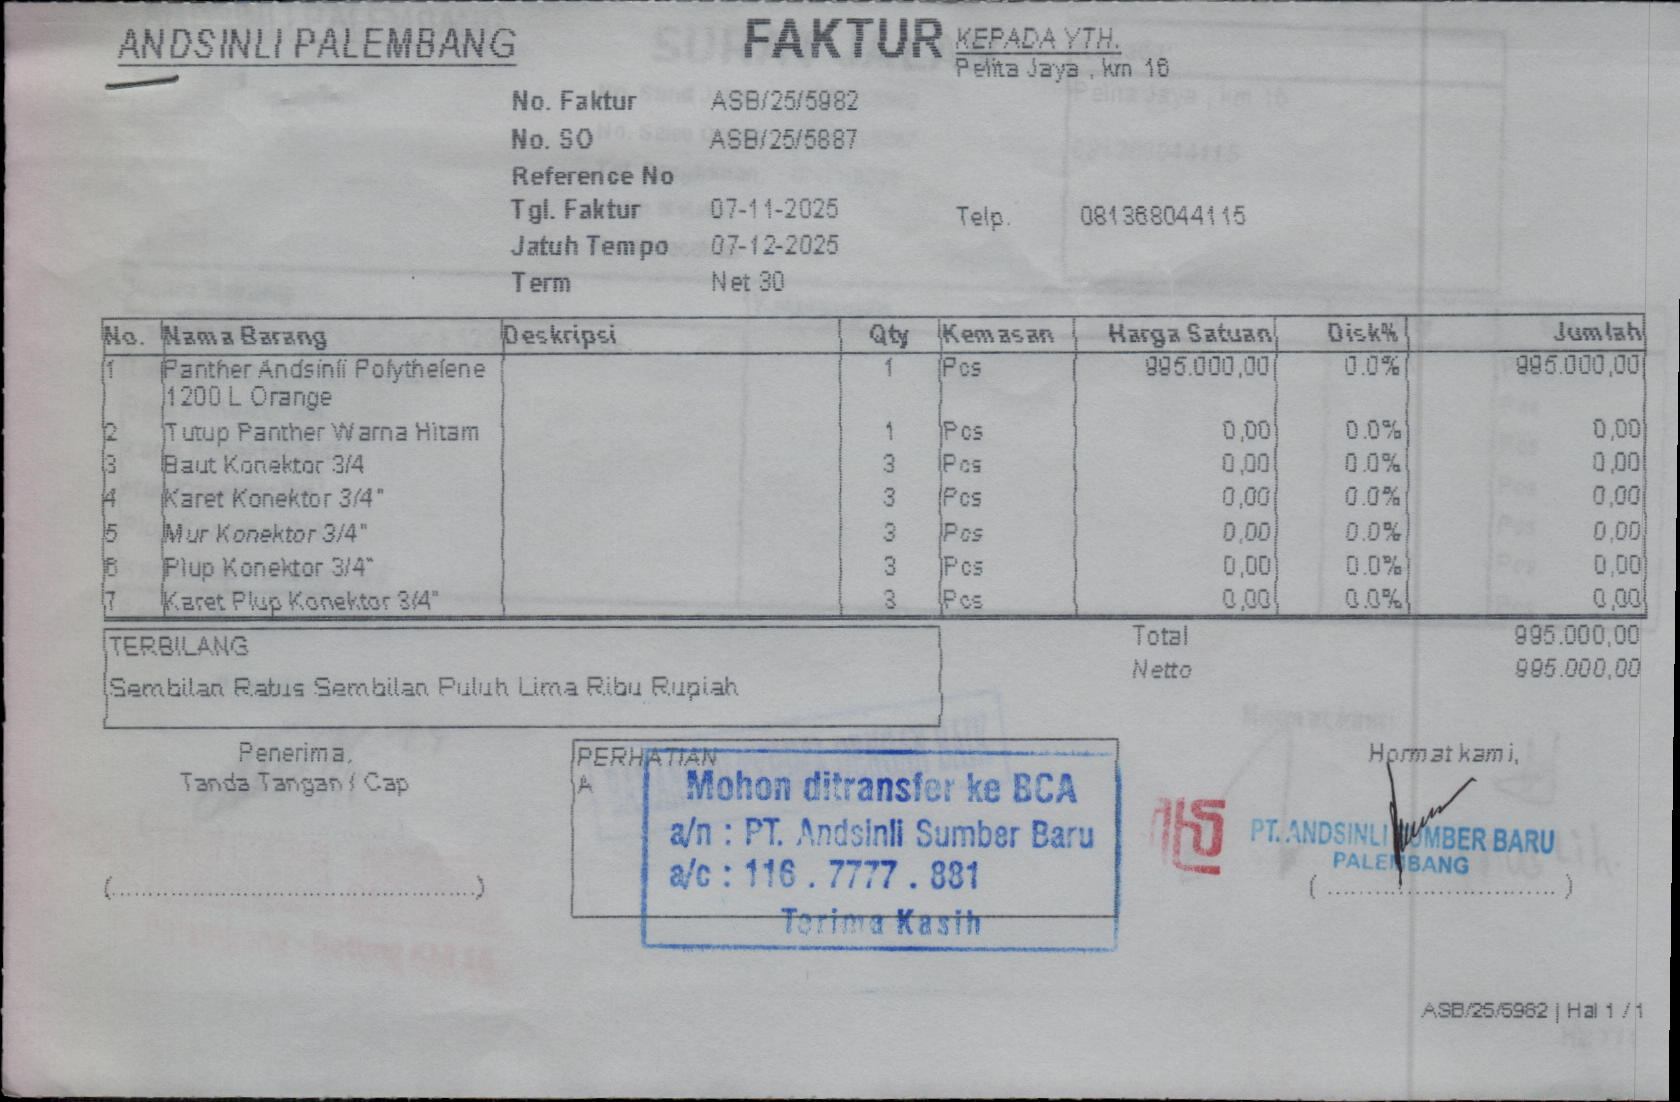 ANDSINLI PALEMBANG
FAKTUR
KEPADA YTH.
Pelita Jaya , km 16
No. Faktur ASB/25/5982
No. SO ASB/25/5887
Reference No
Tgl. Faktur 07-11-2025
Telp. 081368044115
Jatuh Tempo 07-12-2025
Term Net 30
No. Nama Barang Deskripsi Qty Kemasan Harga Satuan Disk% Jumlah
1 Panther Andsinli Polythelene 1 Pcs 995.000,00 0.0% 995.000,00
1200 L Orange
2 Tutup Panther Warna Hitam 1 Pcs 0,00 0.0% 0,00
3 Baut Konektor 3/4 3 Pcs 0,00 0.0% 0,00
4 Karet Konektor 3/4" 3 Pcs 0,00 0.0% 0,00
5 Mur Konektor 3/4" 3 Pcs 0,00 0.0% 0,00
6 Plup Konektor 3/4" 3 Pcs 0,00 0.0% 0,00
7 Karet Plup Konektor 3/4" 3 Pcs 0,00 0.0% 0,00
Total 995.000,00
Netto 995.000,00
TERBILANG
Sembilan Ratus Sembilan Puluh Lima Ribu Rupiah
Penerima,
Tanda Tangan / Cap
(....................................................)
PERHATIAN
A
Mohon ditransfer ke BCA
a/n : PT. Andsinli Sumber Baru
a/c : 116 . 7777 . 881
Terima Kasih
Hormat kami,
PT. ANDSINLI SUMBER BARU
PALEMBANG
( ................................ )
ASB/25/5982 | Hal 1 / 1